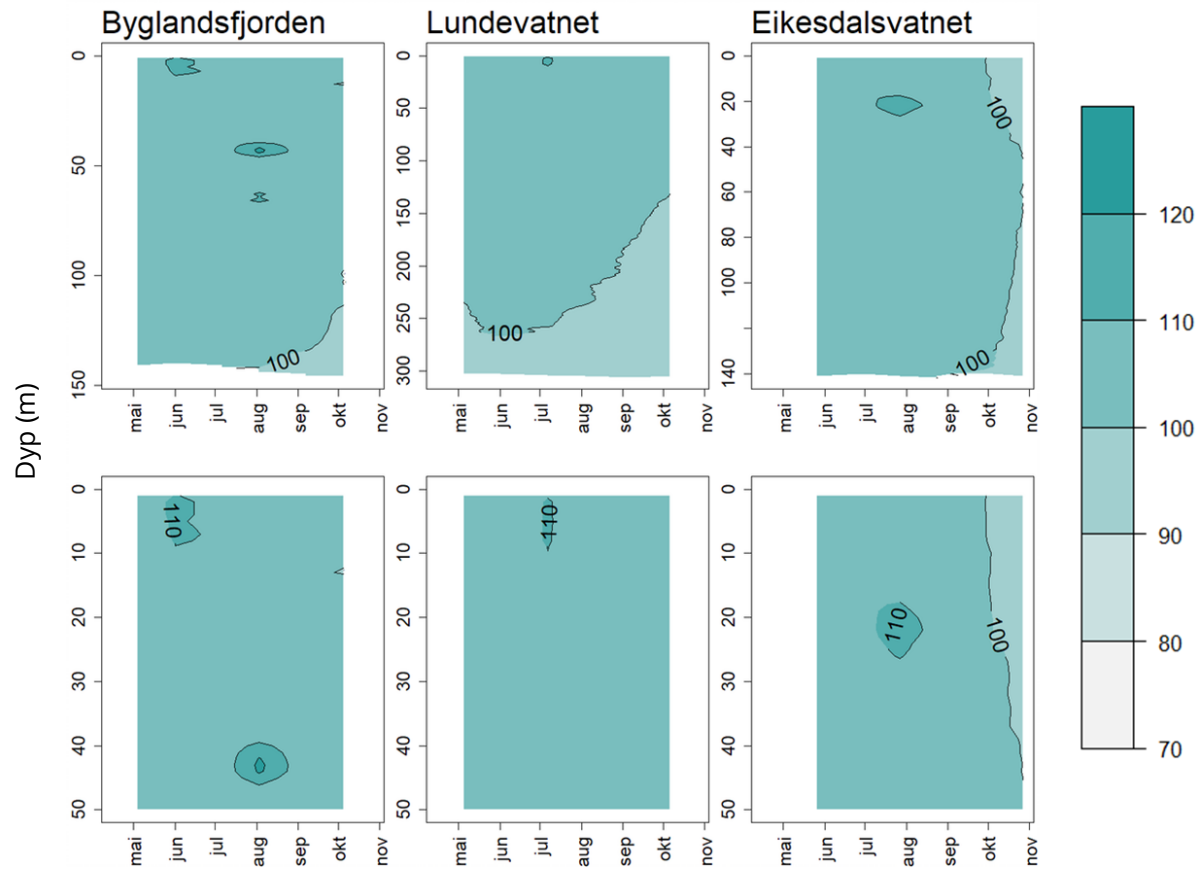 Byglandsfjorden
Lundevatnet
Eikesdalsvatnet
0
50
100
150
100
mai
jun
jul
aug
sep
okt
nov
0
50
100
150
200
250
300
100
mai
jun
jul
aug
sep
okt
nov
0
20
40
60
80
100
140
100
100
mai
jun
jul
aug
sep
okt
nov
Dyp (m)
0
10
20
30
40
50
110
mai
jun
jul
aug
sep
okt
nov
0
10
20
30
40
50
110
mai
jun
jul
aug
sep
okt
nov
0
10
20
30
40
50
110
100
mai
jun
jul
aug
sep
okt
nov
120
110
100
90
80
70